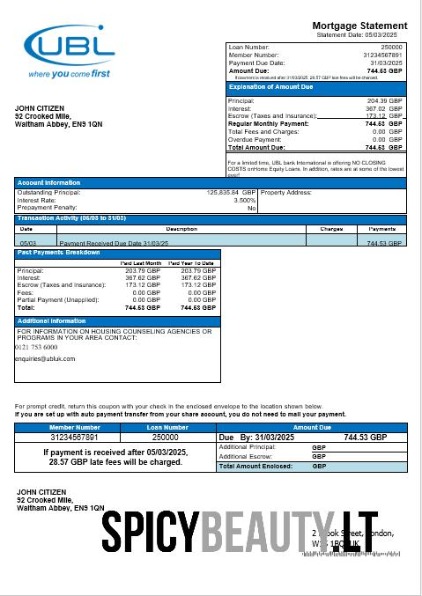 UBL
where you come first
Mortgage Statement
Statement Date: 05/03/2025
Loan Number: 250000
Member Number: 31234567891
Payment Due Date: 31/03/2025
Amount Due: 744.53 GBP
If payment is received after 31/03/2025, 28.57 GBP late fees will be charged.
Explanation of Amount Due
Principal: 204.39 GBP
Interest: 367.02 GBP
Escrow (Taxes and Insurance): 173.12 GBP
Regular Monthly Payment: 744.53 GBP
Total Fees and Charges: 0.00 GBP
Overdue Payment: 0.00 GBP
Total Amount Due: 744.53 GBP
For a limited time, UBL bank International is offering NO CLOSING
COSTS on Home Equity Loans. In addition, rates are at some of the lowest
JOHN CITIZEN
92 Crooked Mile,
Waltham Abbey, EN9 1QN
Account Information
Outstanding Principal: 125,835.84 GBP
Interest Rate: 3.500%
Prepayment Penalty: No
Property Address:
Transaction Activity (05/03 to 31/03)
Date Description Charges Payments
05/03 Payment Received Due Date 31/03/25 744.53 GBP
Past Payments Breakdown
Paid Last Month Paid Year To Date
Principal: 203.79 GBP 203.79 GBP
Interest: 367.62 GBP 367.62 GBP
Escrow (Taxes and Insurance): 173.12 GBP 173.12 GBP
Fees: 0.00 GBP 0.00 GBP
Partial Payment (Unapplied): 0.00 GBP 0.00 GBP
Total: 744.53 GBP 744.53 GBP
Additional Information
FOR INFORMATION ON HOUSING COUNSELING AGENCIES OR
PROGRAMS IN YOUR AREA CONTACT:
0121 753 6000
enquiries@ubluk.com
For prompt credit, return this coupon with your check in the enclosed envelope to the location shown below.
If you are set up with auto payment transfer from your share account, you do not need to mail your payment.
Member Number Loan Number Amount Due
31234567891 250000 Due By: 31/03/2025 744.53 GBP
If payment is received after 05/03/2025,
28.57 GBP late fees will be charged.
Additional Principal: GBP
Additional Escrow: GBP
Total Amount Enclosed: GBP
JOHN CITIZEN
92 Crooked Mile,
Waltham Abbey, EN9 1QN
SPICYBEAUTY.LT
Street, London,